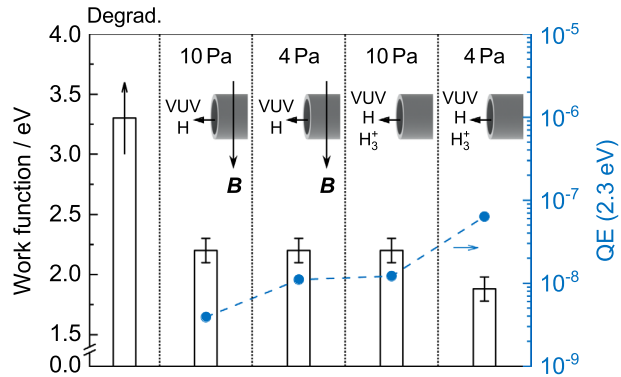 Degrad.
10 Pa
4 Pa
10 Pa
4 Pa
VUV
H
B
VUV
H
B
VUV
H
H₃⁺
VUV
H
H₃⁺
Work function / eV
4.0
3.5
3.0
2.5
2.0
1.5
0.0
QE (2.3 eV)
10⁻⁵
10⁻⁶
10⁻⁷
10⁻⁸
10⁻⁹